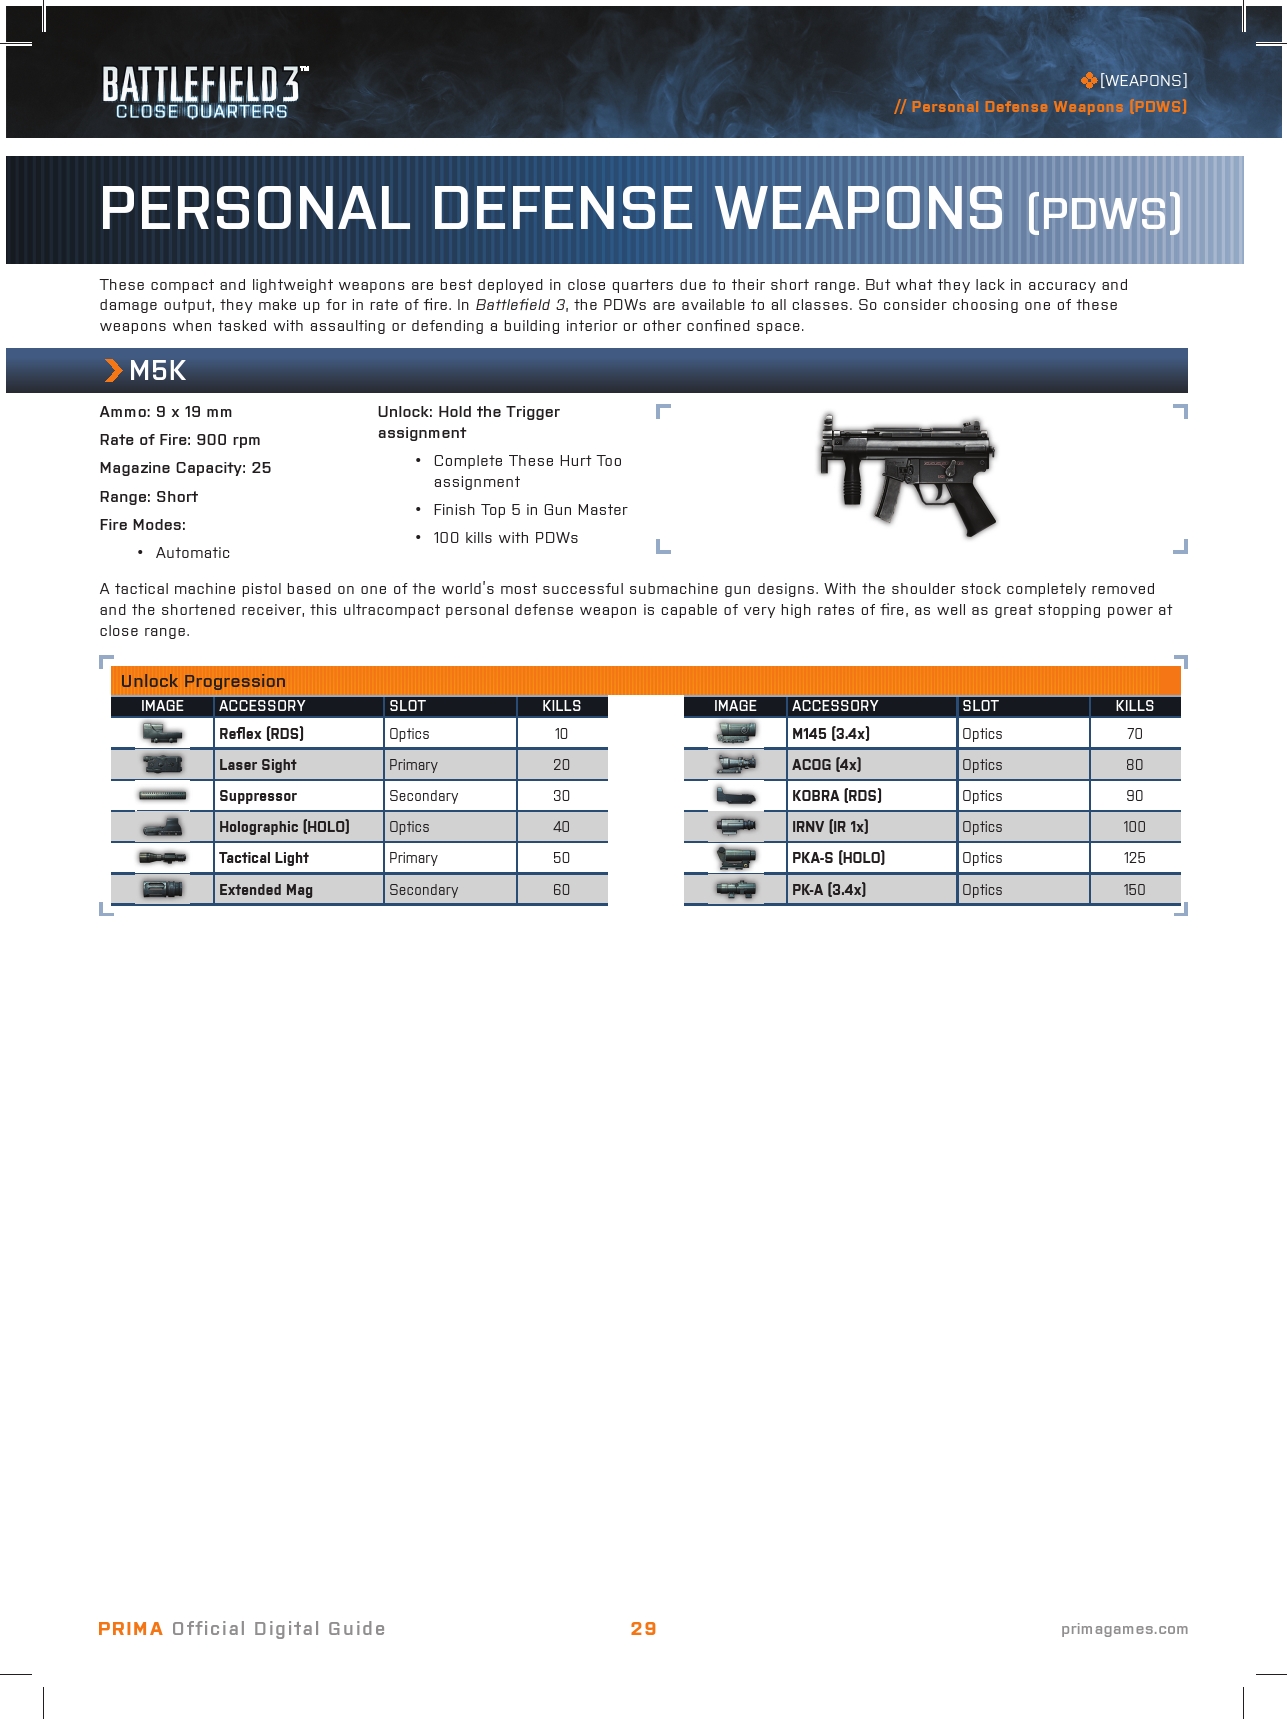 BATTLEFIELD 3™
CLOSE QUARTERS
[WEAPONS]
// Personal Defense Weapons (PDWS)
PERSONAL DEFENSE WEAPONS (PDWS)
These compact and lightweight weapons are best deployed in close quarters due to their short range. But what they lack in accuracy and
damage output, they make up for in rate of fire. In Battlefield 3, the PDWs are available to all classes. So consider choosing one of these
weapons when tasked with assaulting or defending a building interior or other confined space.
M5K
Ammo: 9 x 19 mm
Rate of Fire: 900 rpm
Magazine Capacity: 25
Range: Short
Fire Modes:
• Automatic
Unlock: Hold the Trigger
assignment
• Complete These Hurt Too
assignment
• Finish Top 5 in Gun Master
• 100 kills with PDWs
A tactical machine pistol based on one of the world's most successful submachine gun designs. With the shoulder stock completely removed
and the shortened receiver, this ultracompact personal defense weapon is capable of very high rates of fire, as well as great stopping power at
close range.
Unlock Progression
IMAGE ACCESSORY SLOT KILLS
Reflex (RDS) Optics 10
Laser Sight Primary 20
Suppressor Secondary 30
Holographic (HOLO) Optics 40
Tactical Light Primary 50
Extended Mag Secondary 60
IMAGE ACCESSORY SLOT KILLS
M145 (3.4x) Optics 70
ACOG (4x) Optics 80
KOBRA (RDS) Optics 90
IRNV (IR 1x) Optics 100
PKA-S (HOLO) Optics 125
PK-A (3.4x) Optics 150
PRIMA Official Digital Guide
29
primagames.com